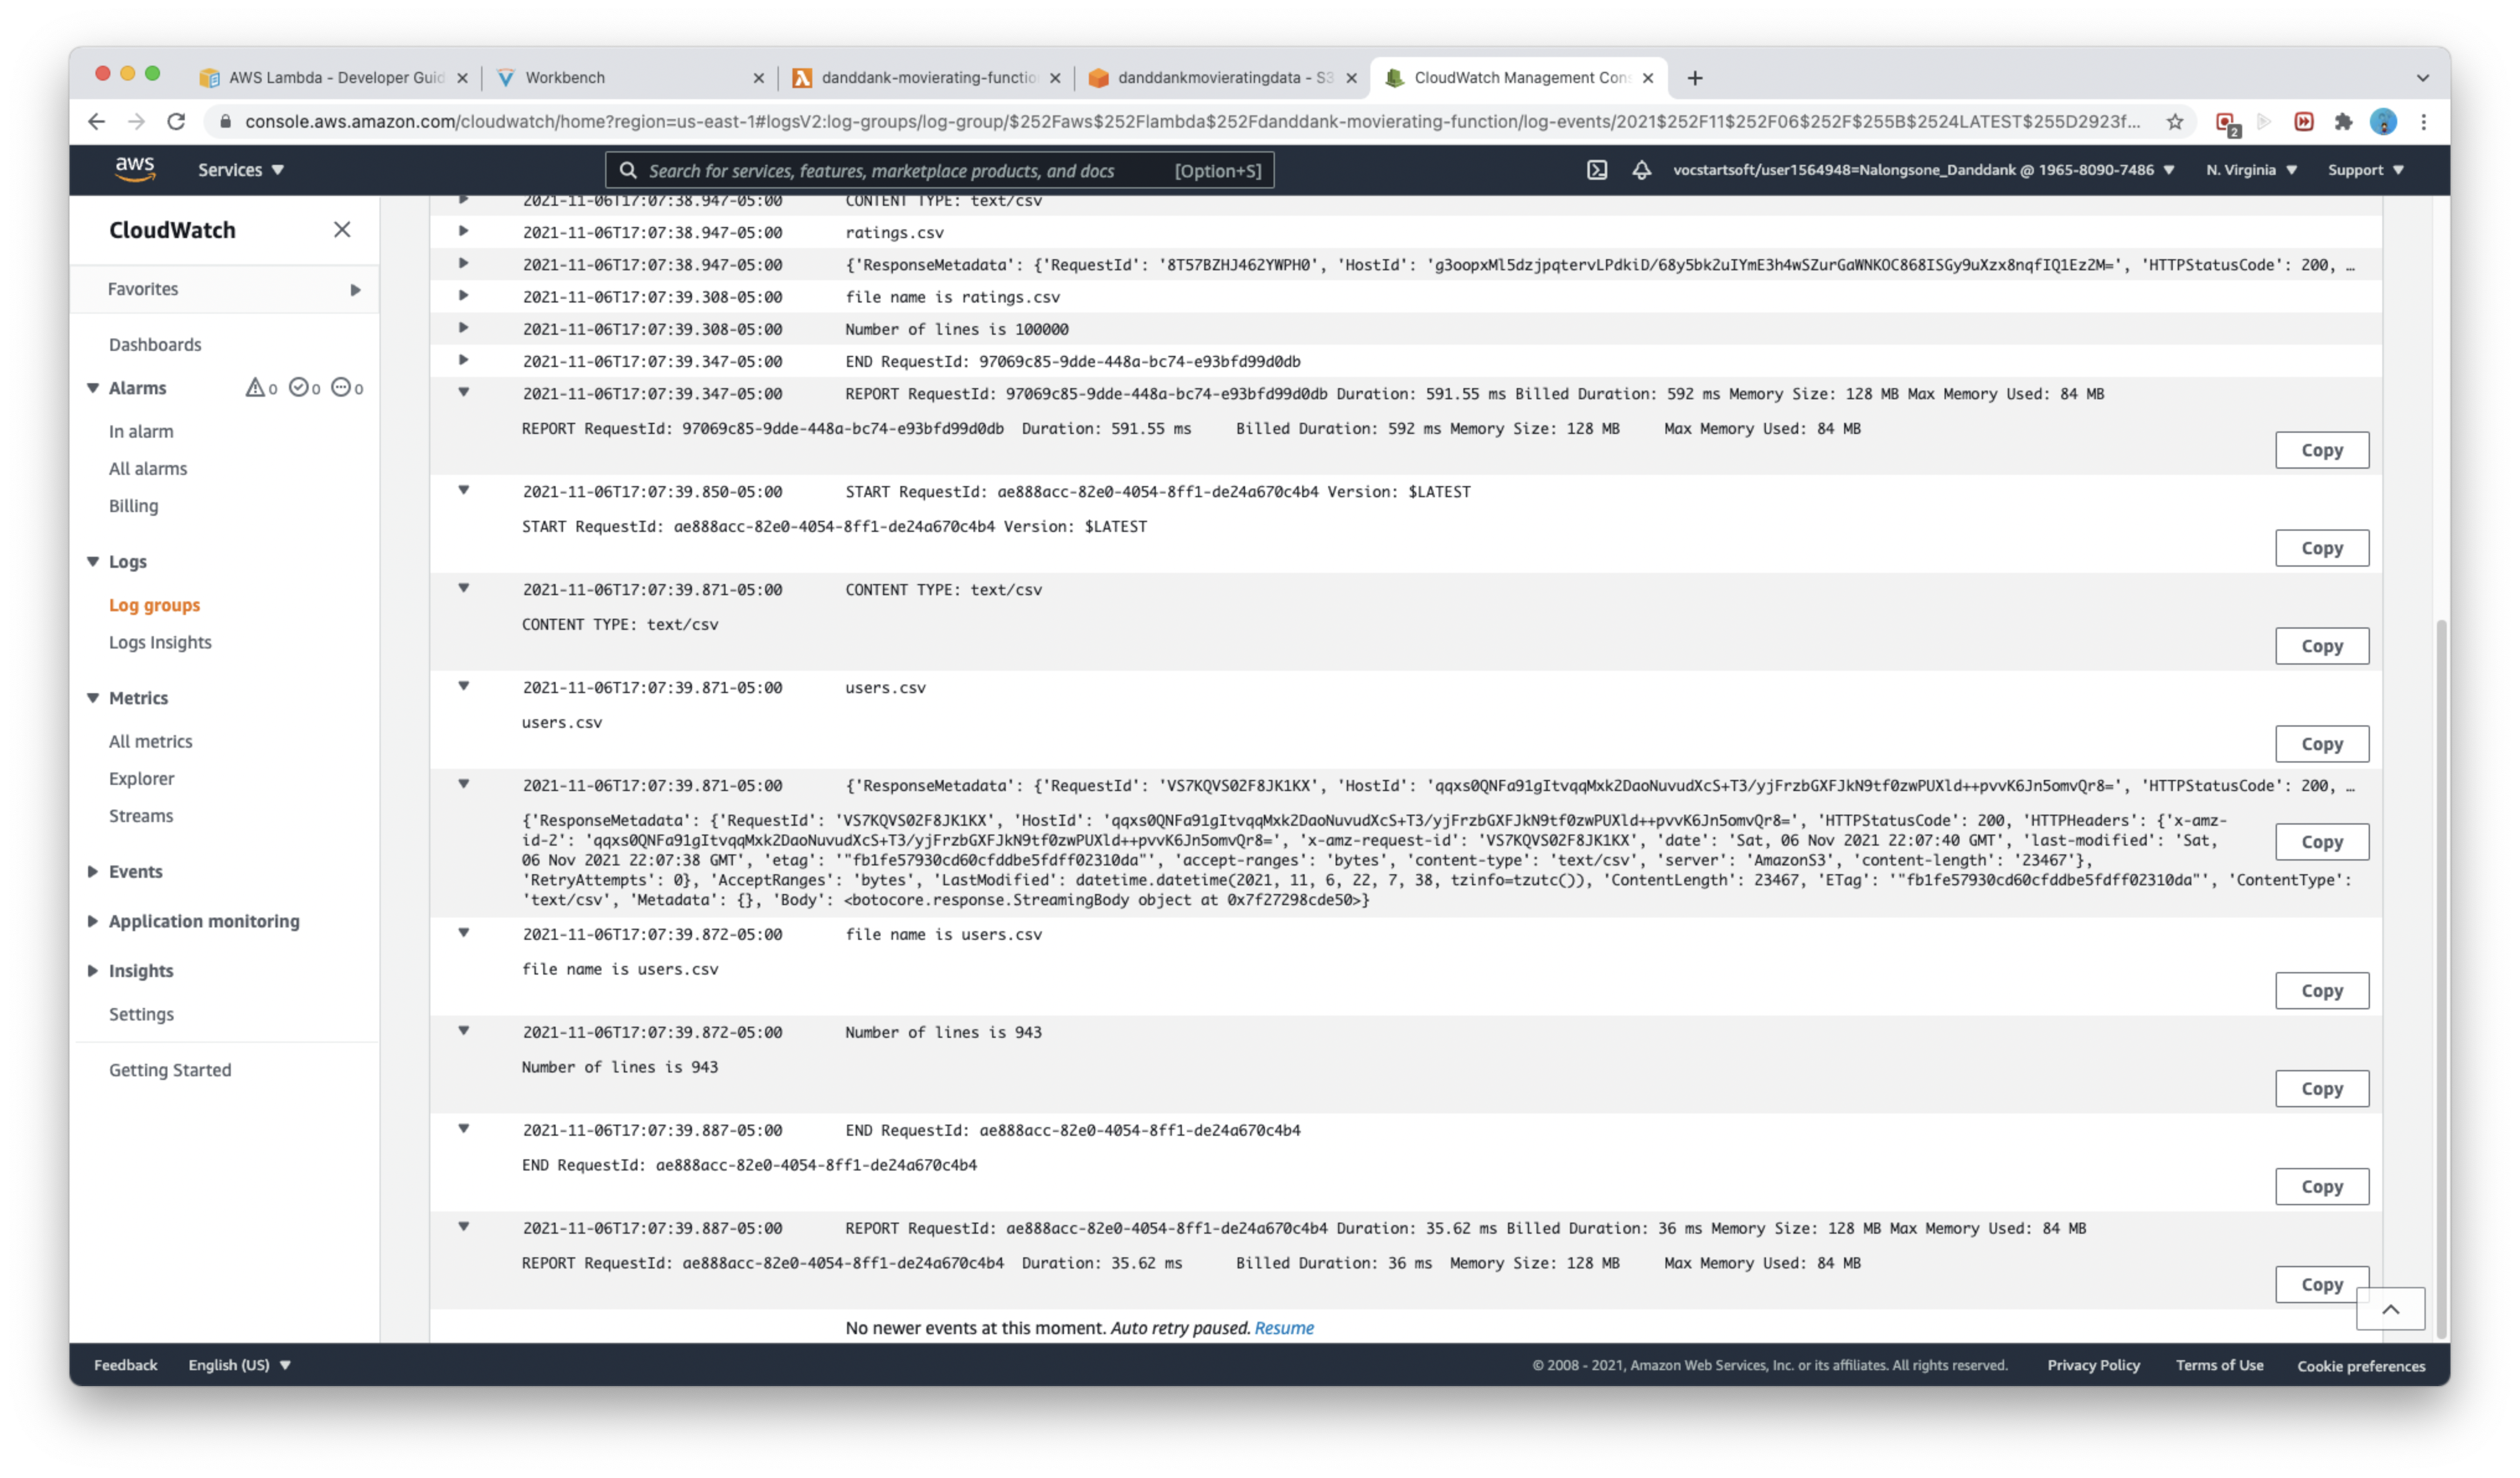 AWS Lambda - Developer Guid
Workbench
danddank-movierating-functio
danddankmovieratingdata - S3
CloudWatch Management Con
console.aws.amazon.com/cloudwatch/home?region=us-east-1#logsV2:log-groups/log-group/$252Faws$252Flambda$252Fdanddank-movierating-function/log-events/2021$252F11$252F06$252F$255B$2524LATEST$255D2923f...
2
aws
Services
Search for services, features, marketplace products, and docs [Option+S]
vocstartsoft/user1564948=Nalongsone_Danddank @ 1965-8090-7486
N. Virginia
Support
CloudWatch
Favorites
Dashboards
Alarms 0 0 0
In alarm
All alarms
Billing
Logs
Log groups
Logs Insights
Metrics
All metrics
Explorer
Streams
Events
Application monitoring
Insights
Settings
Getting Started
2021-11-06T17:07:38.947-05:00 CONTENT TYPE: text/csv
2021-11-06T17:07:38.947-05:00 ratings.csv
2021-11-06T17:07:38.947-05:00 {'ResponseMetadata': {'RequestId': '8T57BZHJ462YWPH0', 'HostId': 'g3oopxMl5dzjpqtervLPdkiD/68y5bk2uIYmE3h4wSZurGaWNKOC868ISGy9uXzx8nqfIQ1Ez2M=', 'HTTPStatusCode': 200, …
2021-11-06T17:07:39.308-05:00 file name is ratings.csv
2021-11-06T17:07:39.308-05:00 Number of lines is 100000
2021-11-06T17:07:39.347-05:00 END RequestId: 97069c85-9dde-448a-bc74-e93bfd99d0db
2021-11-06T17:07:39.347-05:00 REPORT RequestId: 97069c85-9dde-448a-bc74-e93bfd99d0db Duration: 591.55 ms Billed Duration: 592 ms Memory Size: 128 MB Max Memory Used: 84 MB
REPORT RequestId: 97069c85-9dde-448a-bc74-e93bfd99d0db Duration: 591.55 ms Billed Duration: 592 ms Memory Size: 128 MB Max Memory Used: 84 MB
Copy
2021-11-06T17:07:39.850-05:00 START RequestId: ae888acc-82e0-4054-8ff1-de24a670c4b4 Version: $LATEST
START RequestId: ae888acc-82e0-4054-8ff1-de24a670c4b4 Version: $LATEST
Copy
2021-11-06T17:07:39.871-05:00 CONTENT TYPE: text/csv
CONTENT TYPE: text/csv
Copy
2021-11-06T17:07:39.871-05:00 users.csv
users.csv
Copy
2021-11-06T17:07:39.871-05:00 {'ResponseMetadata': {'RequestId': 'VS7KQVS02F8JK1KX', 'HostId': 'qqxs0QNFa91gItvqqMxk2DaoNuvudXcS+T3/yjFrzbGXFJkN9tf0zwPUXld++pvvK6Jn5omvQr8=', 'HTTPStatusCode': 200, …
{'ResponseMetadata': {'RequestId': 'VS7KQVS02F8JK1KX', 'HostId': 'qqxs0QNFa91gItvqqMxk2DaoNuvudXcS+T3/yjFrzbGXFJkN9tf0zwPUXld++pvvK6Jn5omvQr8=', 'HTTPStatusCode': 200, 'HTTPHeaders': {'x-amz-
id-2': 'qqxs0QNFa91gItvqqMxk2DaoNuvudXcS+T3/yjFrzbGXFJkN9tf0zwPUXld++pvvK6Jn5omvQr8=', 'x-amz-request-id': 'VS7KQVS02F8JK1KX', 'date': 'Sat, 06 Nov 2021 22:07:40 GMT', 'last-modified': 'Sat,
06 Nov 2021 22:07:38 GMT', 'etag': '"fb1fe57930cd60cfddbe5fdff02310da"', 'accept-ranges': 'bytes', 'content-type': 'text/csv', 'server': 'AmazonS3', 'content-length': '23467'},
'RetryAttempts': 0}, 'AcceptRanges': 'bytes', 'LastModified': datetime.datetime(2021, 11, 6, 22, 7, 38, tzinfo=tzutc()), 'ContentLength': 23467, 'ETag': '"fb1fe57930cd60cfddbe5fdff02310da"', 'ContentType':
'text/csv', 'Metadata': {}, 'Body': <botocore.response.StreamingBody object at 0x7f27298cde50>}
Copy
2021-11-06T17:07:39.872-05:00 file name is users.csv
file name is users.csv
Copy
2021-11-06T17:07:39.872-05:00 Number of lines is 943
Number of lines is 943
Copy
2021-11-06T17:07:39.887-05:00 END RequestId: ae888acc-82e0-4054-8ff1-de24a670c4b4
END RequestId: ae888acc-82e0-4054-8ff1-de24a670c4b4
Copy
2021-11-06T17:07:39.887-05:00 REPORT RequestId: ae888acc-82e0-4054-8ff1-de24a670c4b4 Duration: 35.62 ms Billed Duration: 36 ms Memory Size: 128 MB Max Memory Used: 84 MB
REPORT RequestId: ae888acc-82e0-4054-8ff1-de24a670c4b4 Duration: 35.62 ms Billed Duration: 36 ms Memory Size: 128 MB Max Memory Used: 84 MB
Copy
No newer events at this moment. Auto retry paused. Resume
Feedback
English (US)
© 2008 - 2021, Amazon Web Services, Inc. or its affiliates. All rights reserved.
Privacy Policy
Terms of Use
Cookie preferences